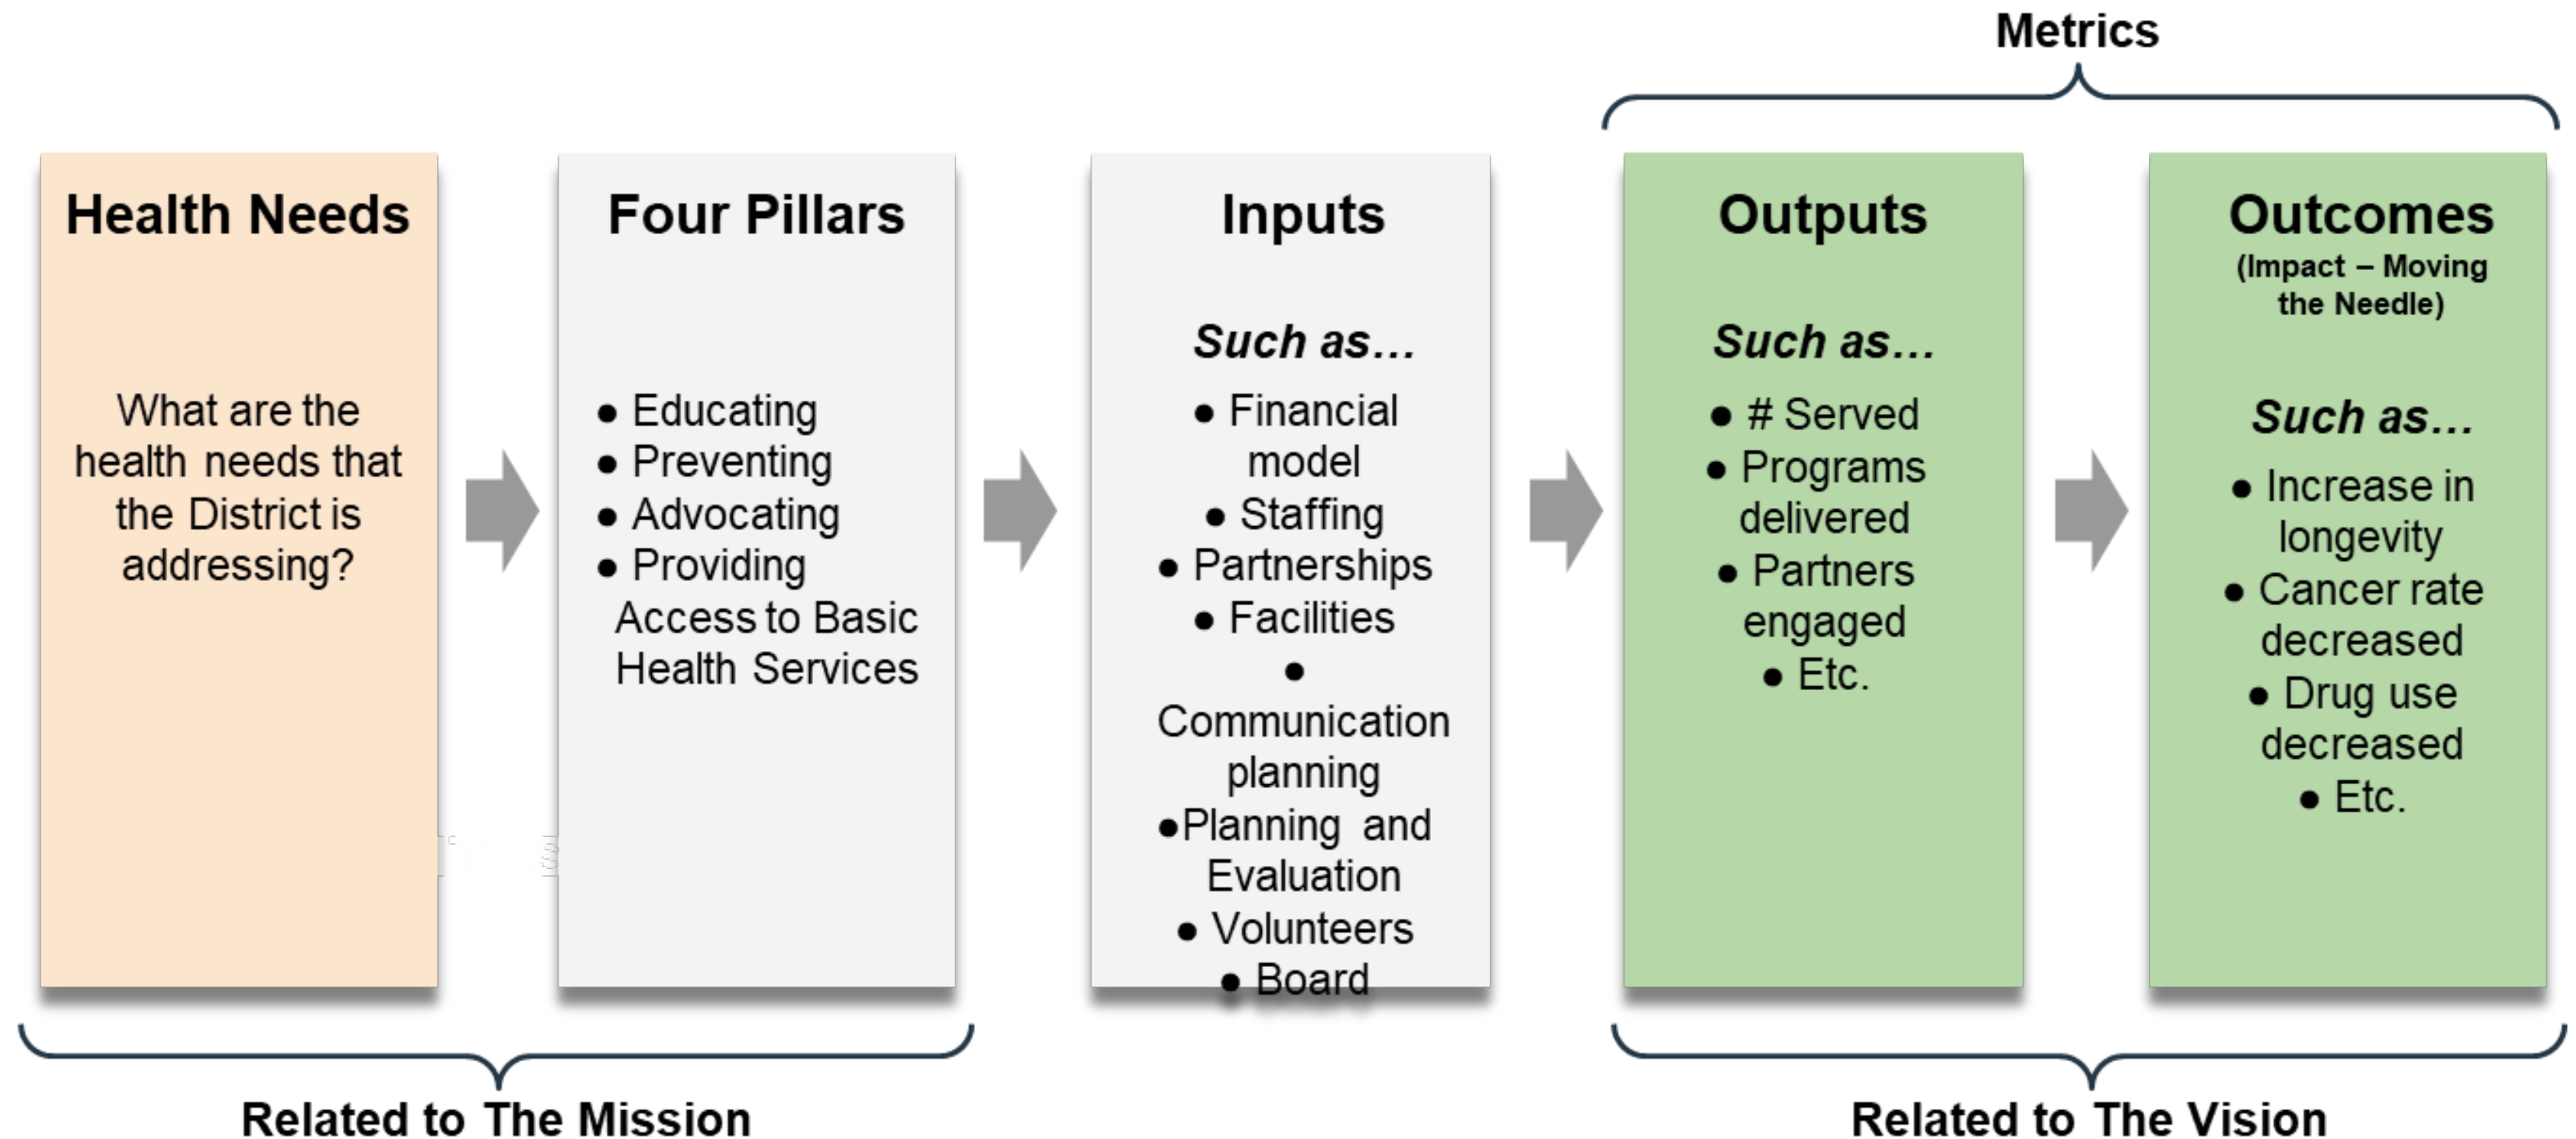 Metrics
Health Needs
What are the
health needs that
the District is
addressing?
Four Pillars
● Educating
● Preventing
● Advocating
● Providing
Access to Basic
Health Services
Inputs
Such as…
● Financial
model
● Staffing
● Partnerships
● Facilities
●
Communication
planning
●Planning and
Evaluation
● Volunteers
● Board
Outputs
Such as…
● # Served
● Programs
delivered
● Partners
engaged
● Etc.
Outcomes
(Impact – Moving
the Needle)
Such as…
● Increase in
longevity
● Cancer rate
decreased
● Drug use
decreased
● Etc.
Related to The Mission
Related to The Vision